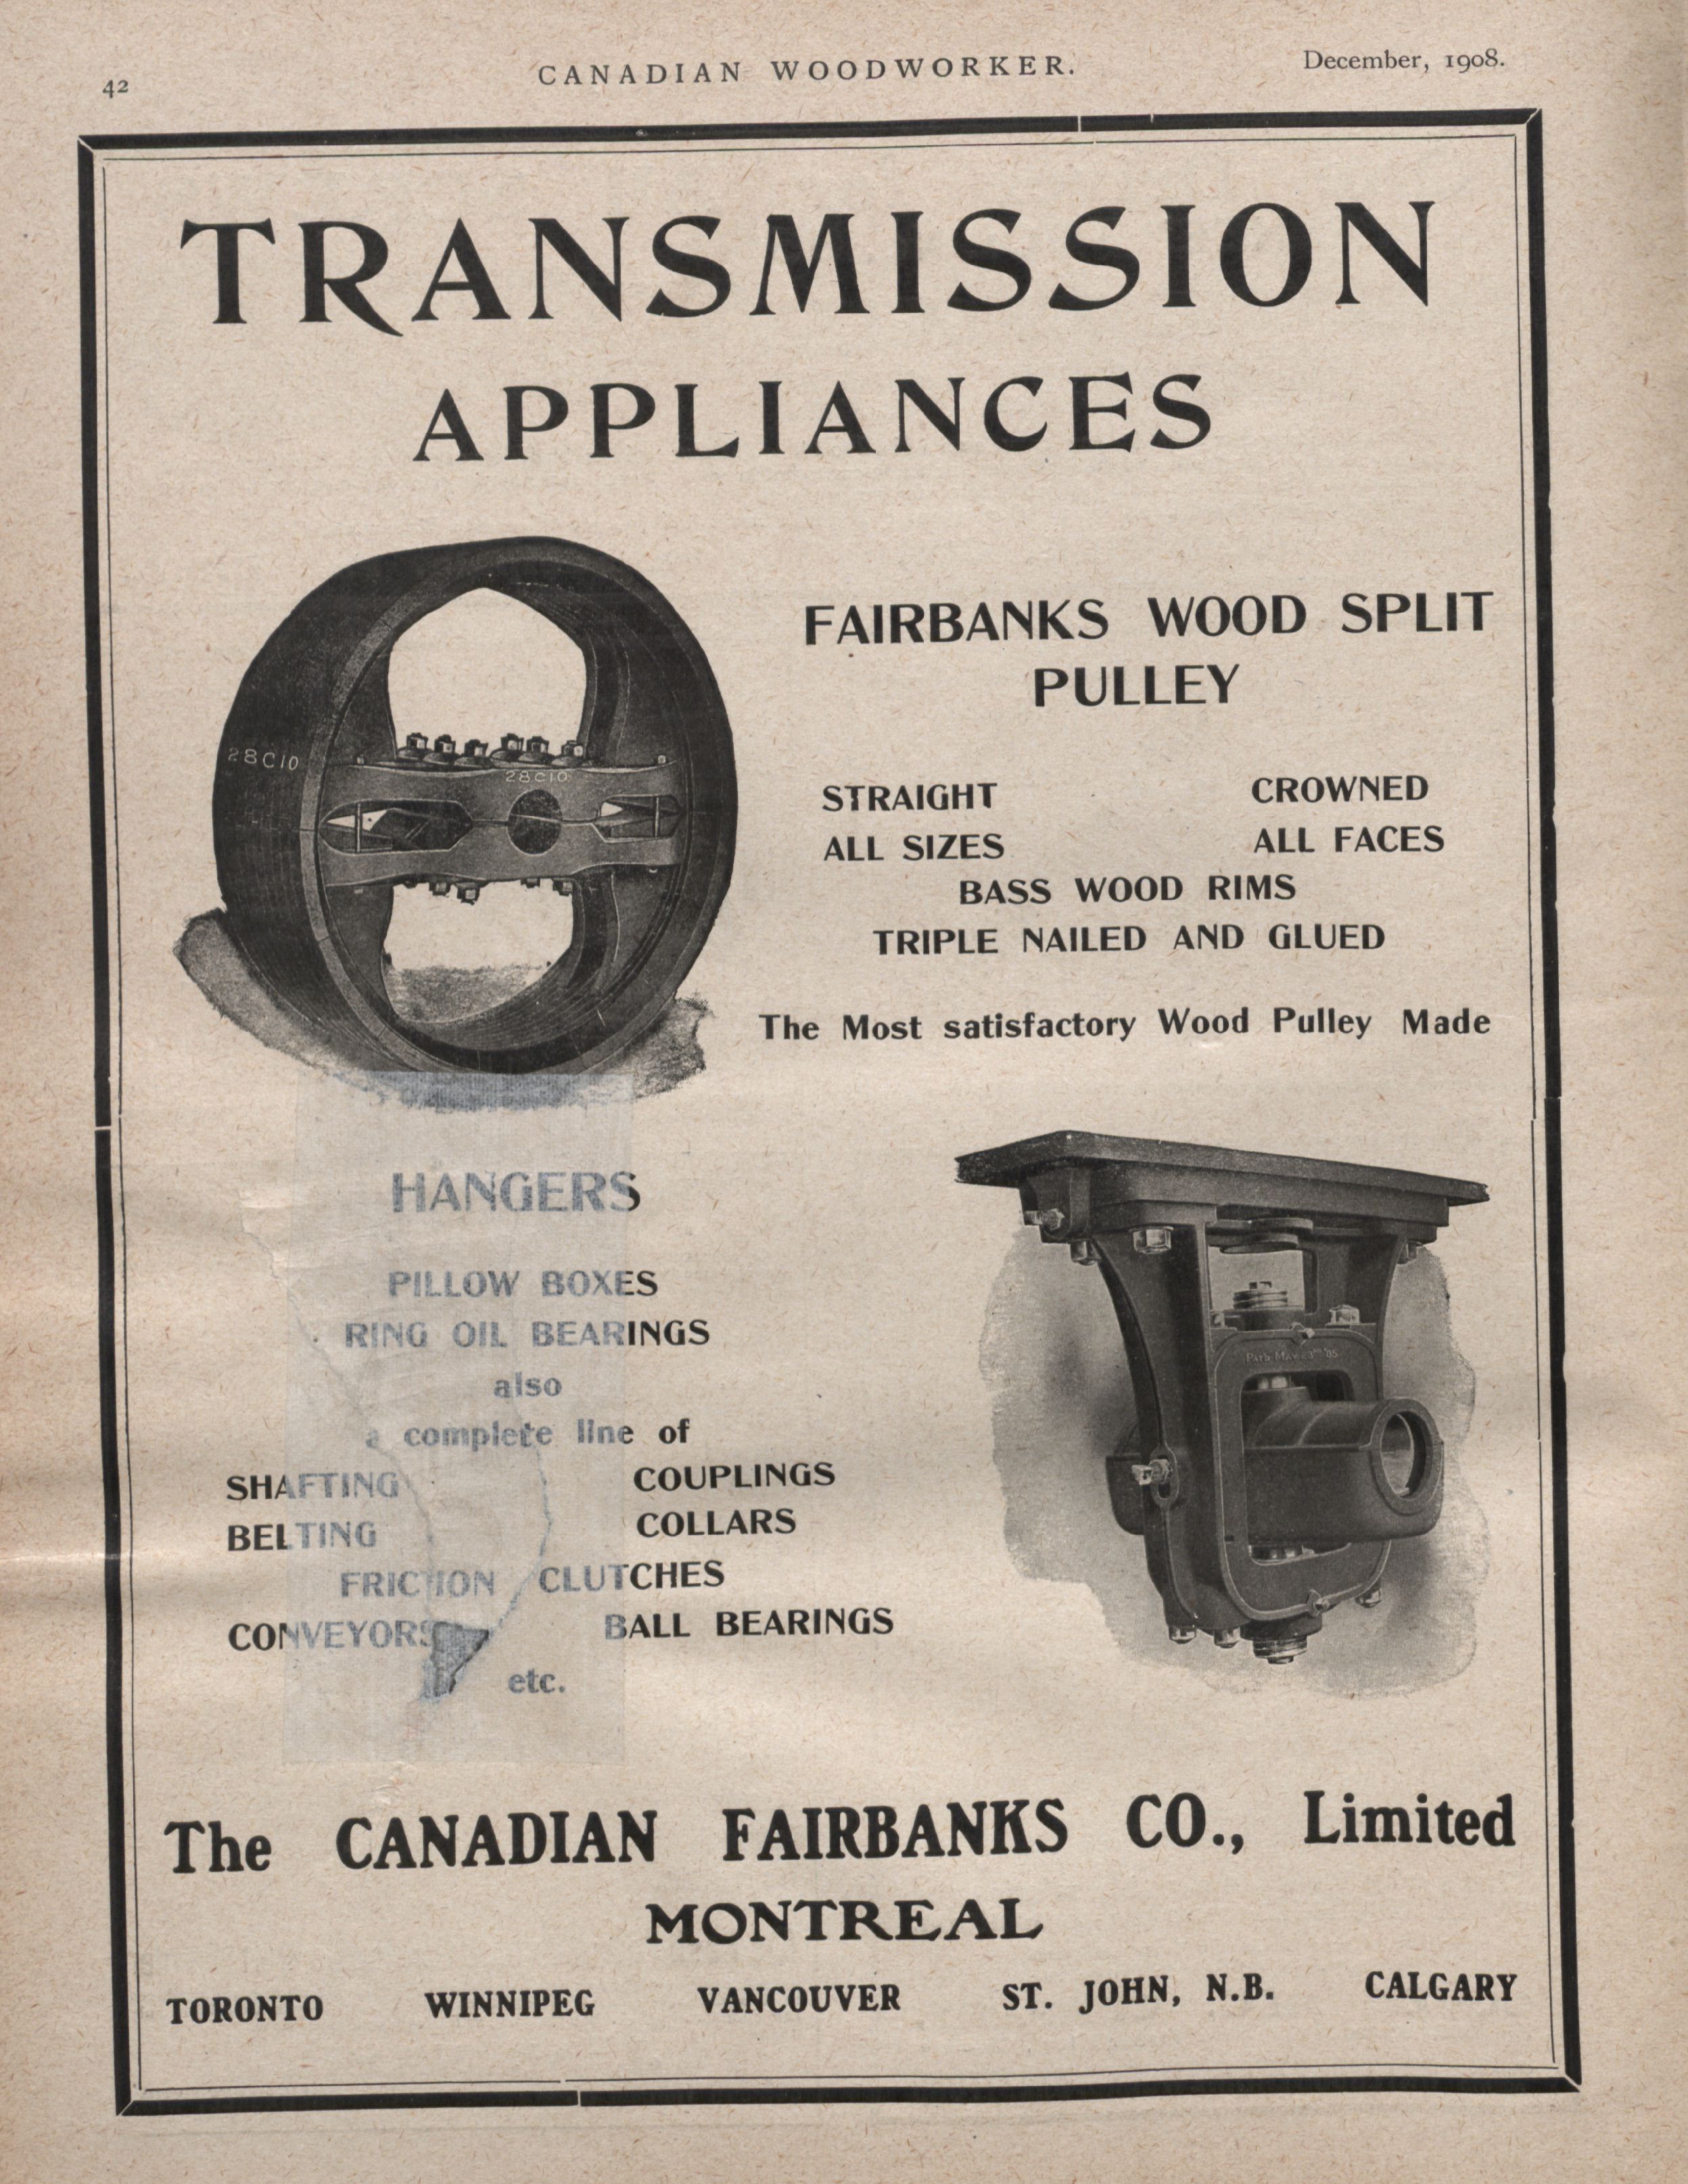 42
CANADIAN WOODWORKER.
December, 1908.
TRANSMISSION
APPLIANCES
28C10
28C10
FAIRBANKS WOOD SPLIT
PULLEY
STRAIGHT CROWNED
ALL SIZES ALL FACES
BASS WOOD RIMS
TRIPLE NAILED AND GLUED
The Most satisfactory Wood Pulley Made
HANGERS
PILLOW BOXES
RING OIL BEARINGS
also
a complete line of
SHAFTING COUPLINGS
BELTING COLLARS
FRICTION CLUTCHES
CONVEYORS BALL BEARINGS
etc.
The CANADIAN FAIRBANKS CO., Limited
MONTREAL
TORONTO WINNIPEG VANCOUVER ST. JOHN, N.B. CALGARY